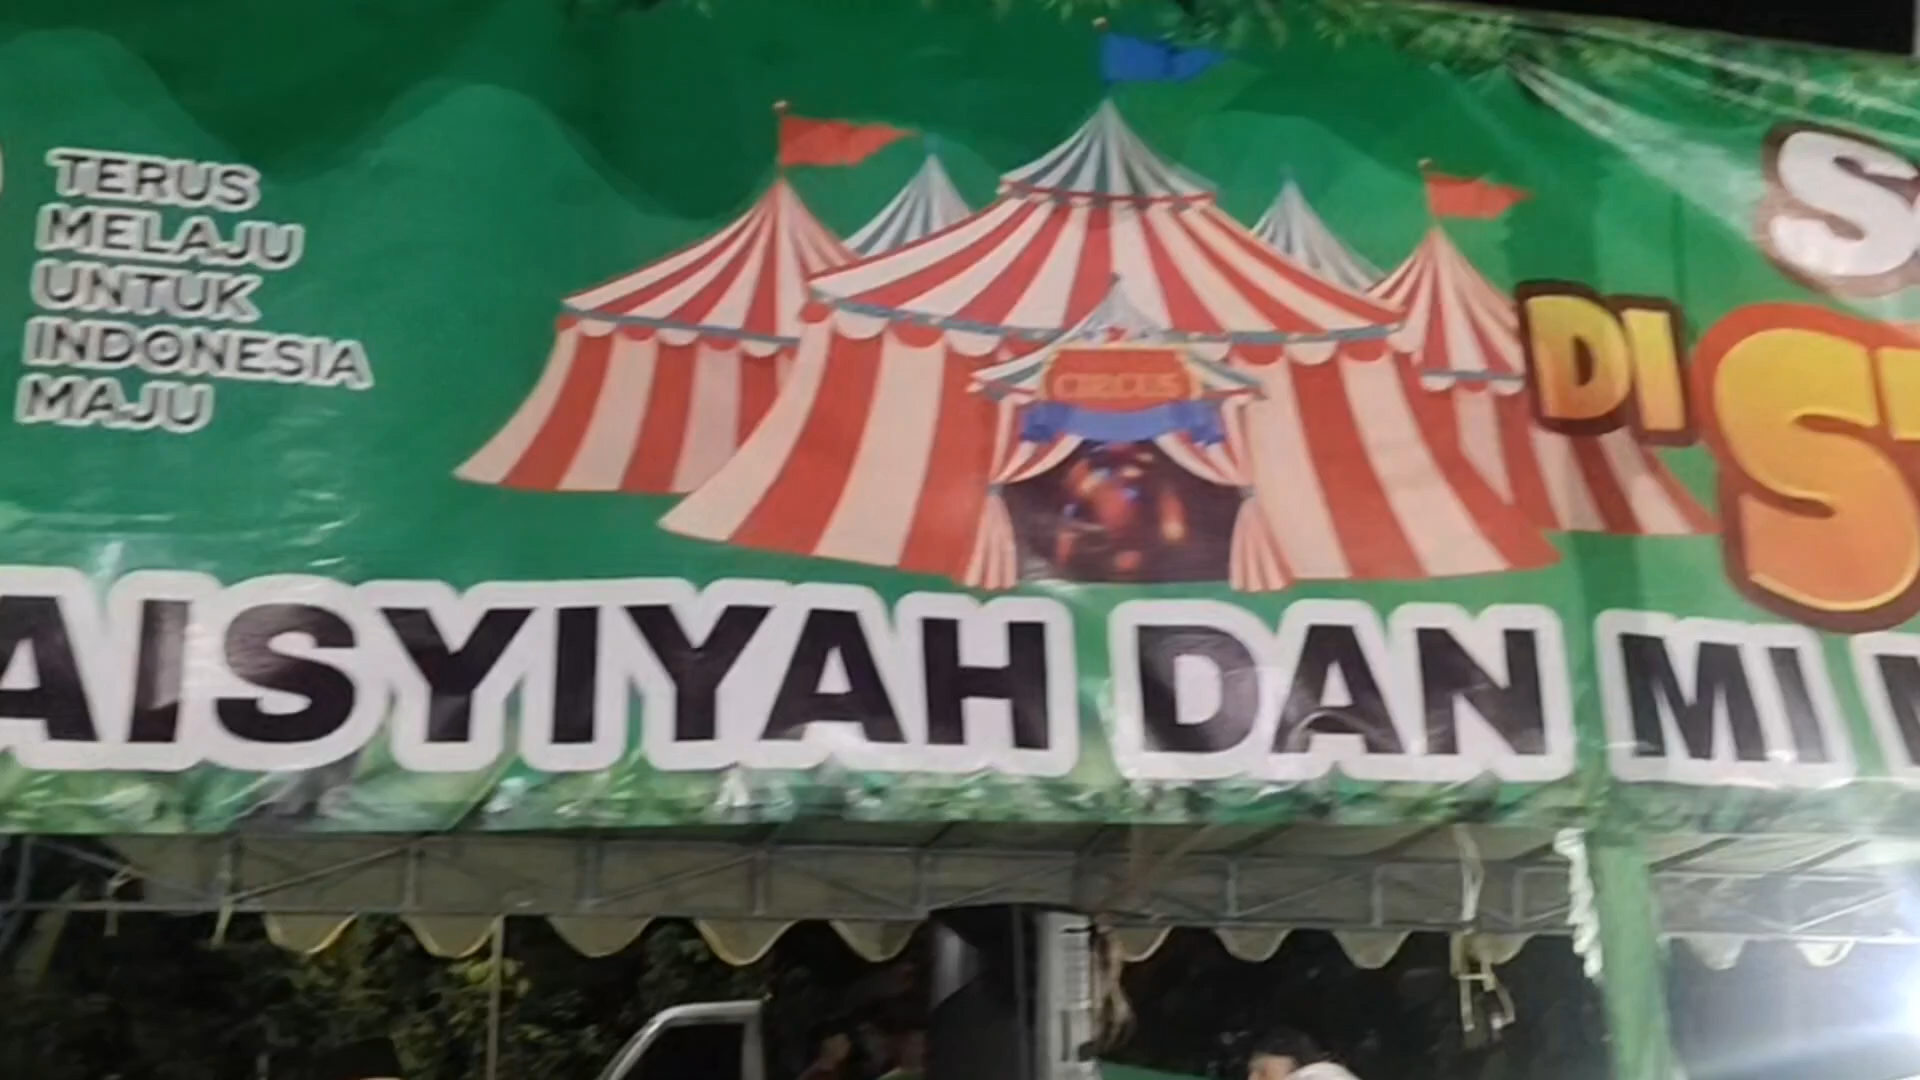 TERUS
MELAJU
UNTUK
INDONESIA
MAJU
CIRCUS
DI
AISYIYAH DAN MI